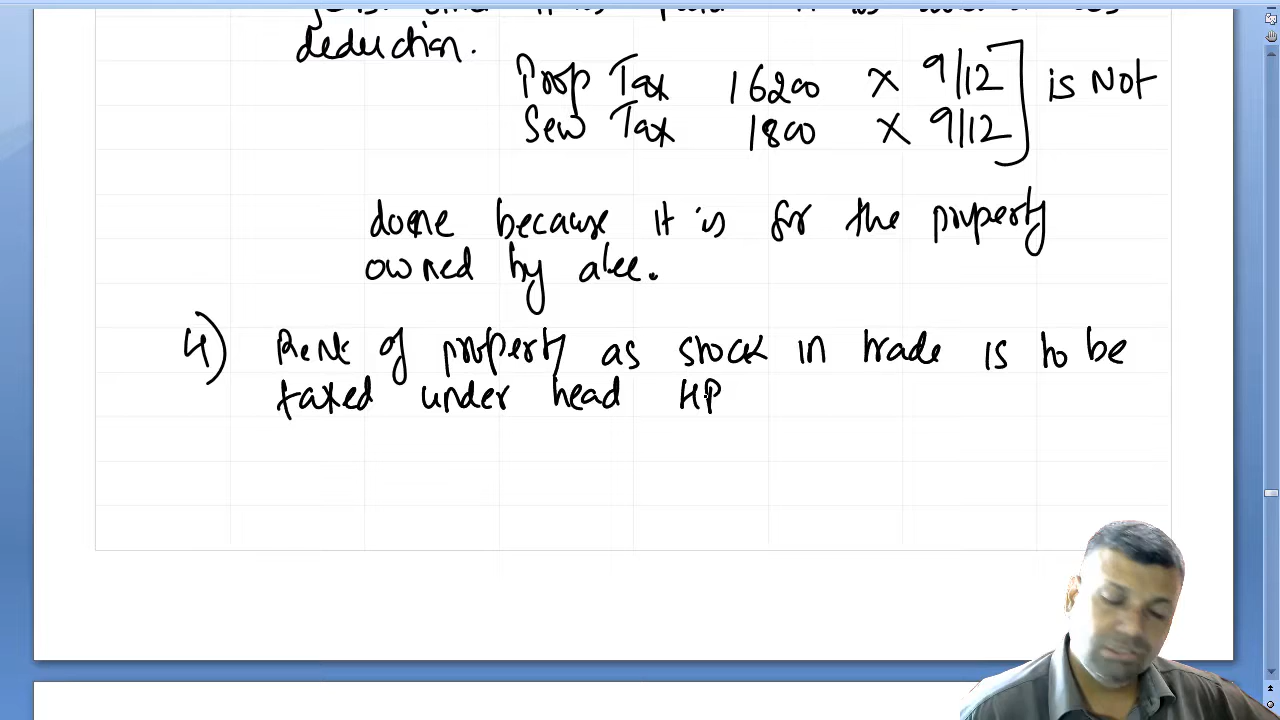 deduction.
Prop Tax 16200 X 9/12 ] is Not
Sew Tax 1800 X 9/12
done because it is for the property
owned by a/ee.
4) Rent of property as stock in trade is to be
taxed under head HP